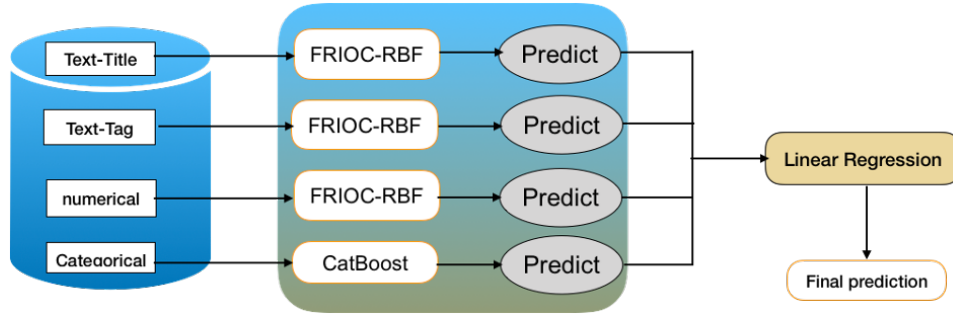 Text-Title
FRIOC-RBF
Predict
Text-Tag
FRIOC-RBF
Predict
Linear Regression
numerical
FRIOC-RBF
Predict
Categorical
CatBoost
Predict
Final prediction